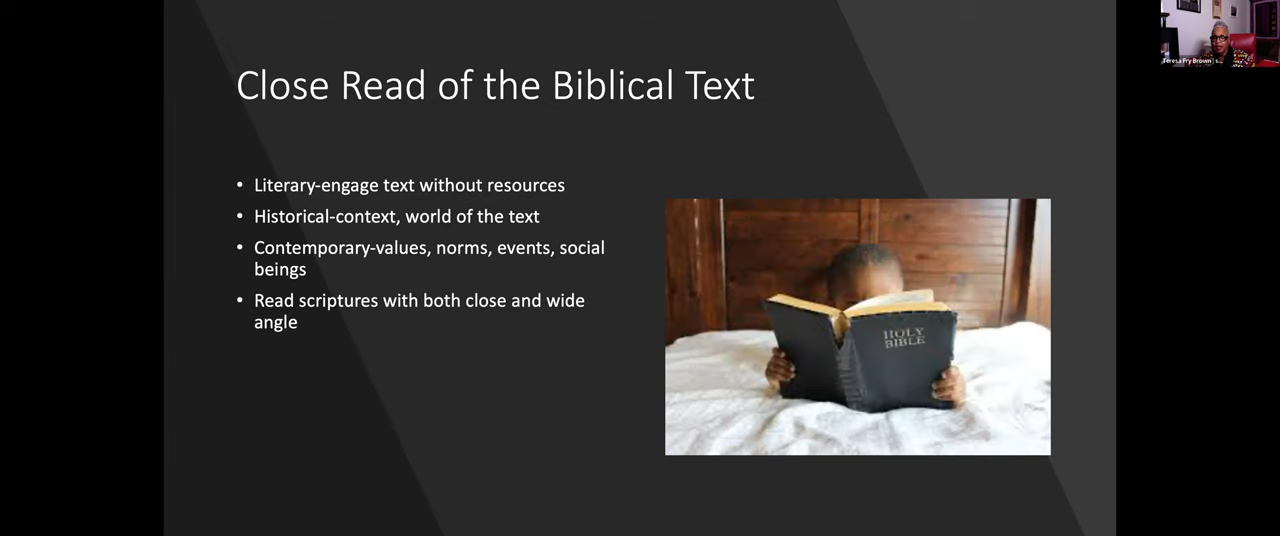 Close Read of the Biblical Text
• Literary-engage text without resources
• Historical-context, world of the text
• Contemporary-values, norms, events, social
beings
• Read scriptures with both close and wide
angle
HOLY
BIBLE
Teresa Fry Brown | s...